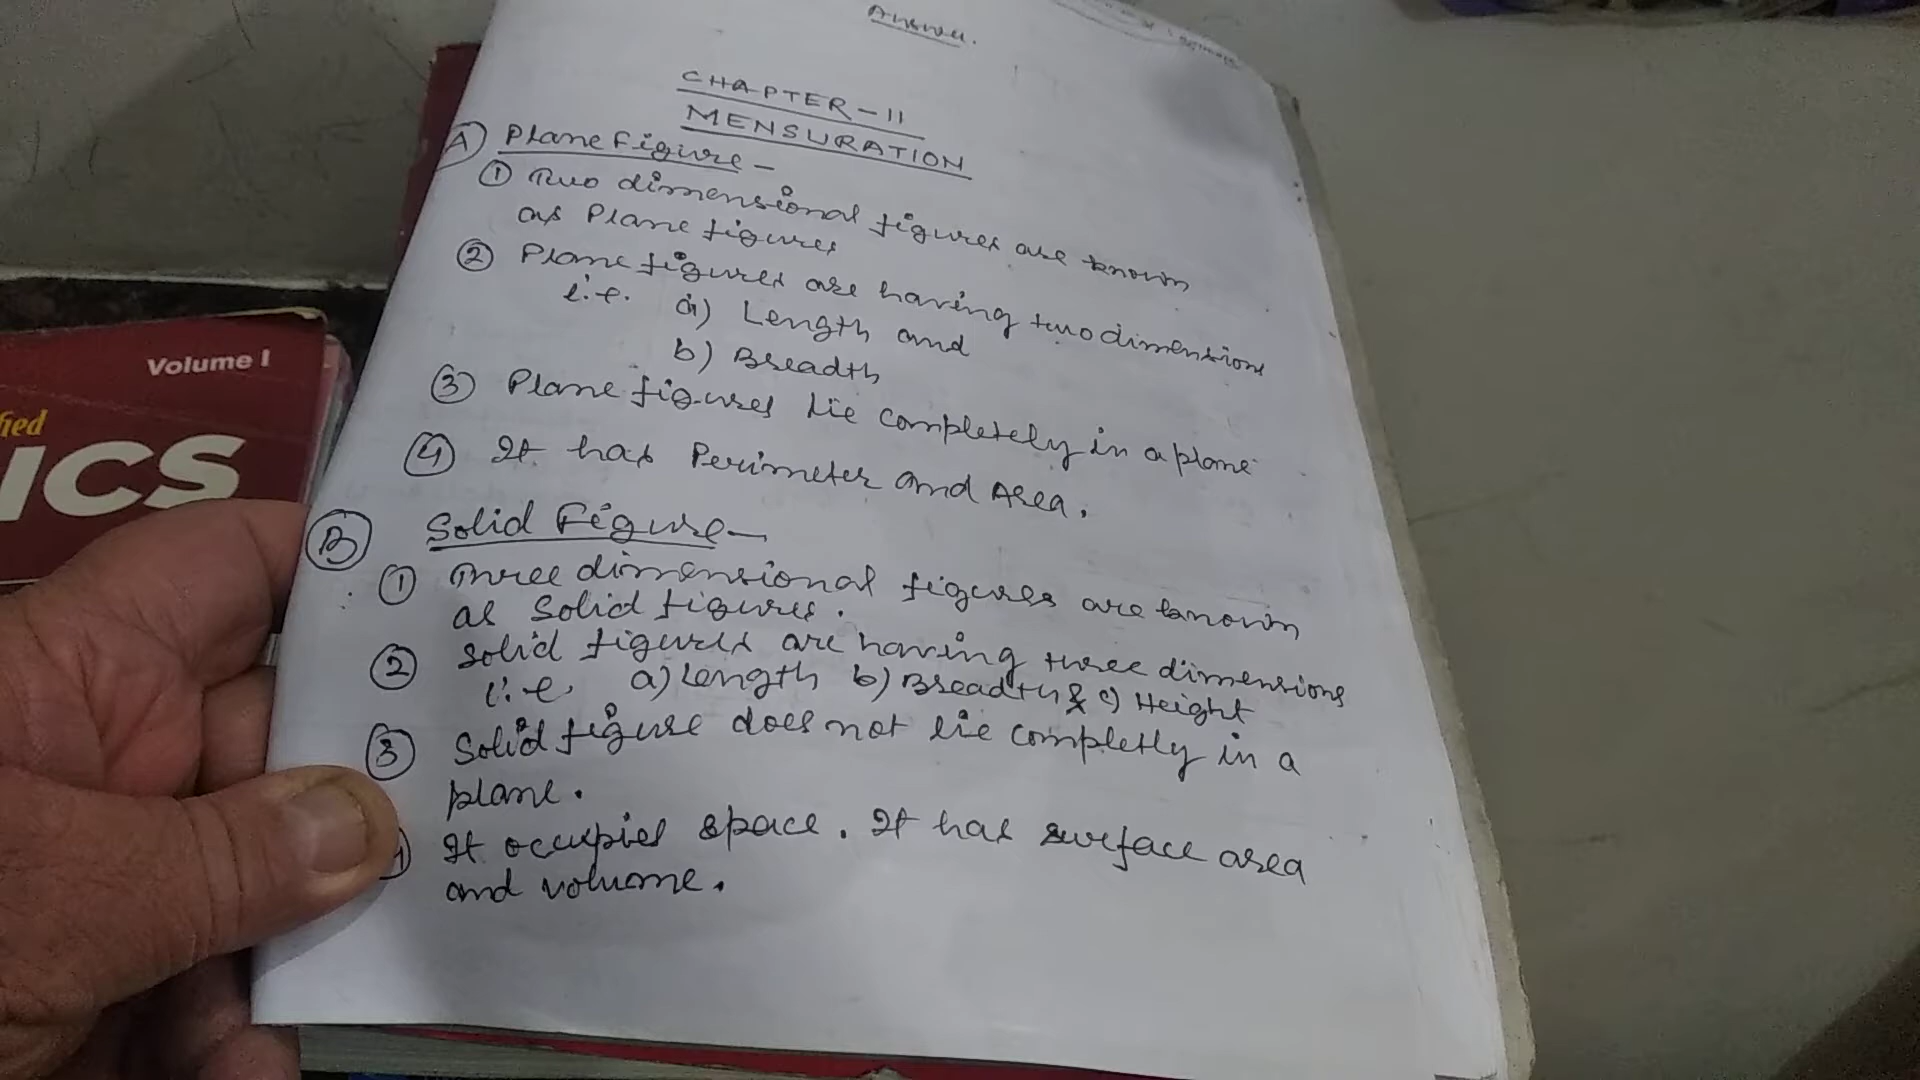 Answer.
CHAPTER-11
MENSURATION
A) Plane Figure -
① Two dimensional figures are known
as Plane figures
② Plane figures are having two dimensions
i.e. a) Length and
b) Breadth
③ Plane figures lie completely in a plane
④ It has Perimeter and Area.
B Solid Figure -
① Three dimensional figures are known
as Solid figures.
② Solid figures are having three dimensions
i.e. a) Length b) Breadth & c) Height
③ Solid figure does not lie completly in a
plane.
It occupies space. It has surface area
and volume.
Volume I
ICS